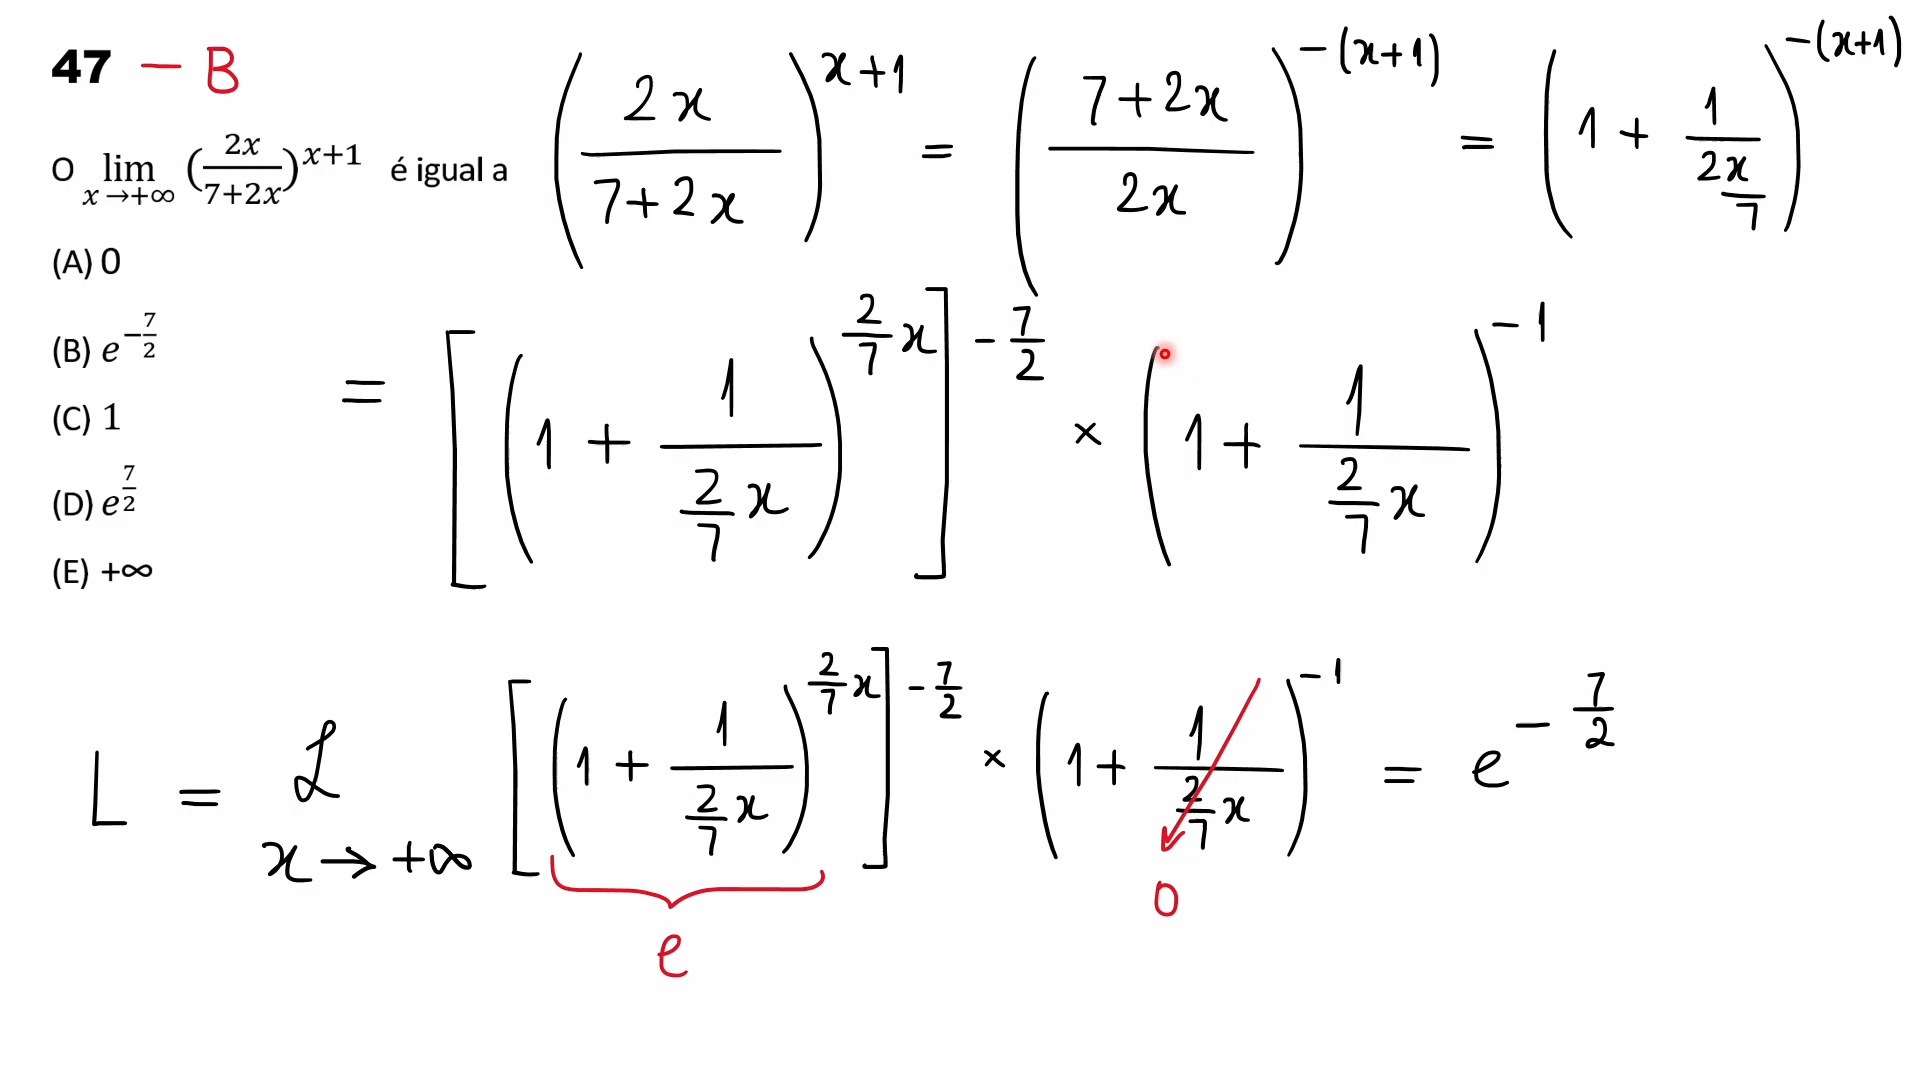 47 – B
O lim x→+∞ (2x/(7+2x))^(x+1) é igual a
(A) 0
(B) e^(-7/2)
(C) 1
(D) e^(7/2)
(E) +∞
(2x/(7+2x))^(x+1) = ((7+2x)/2x)^(-(x+1)) = (1 + 1/(2x/7))^(-(x+1))
= [(1 + 1/(2/7 x))^(2/7 x)]^(-7/2) × (1 + 1/(2/7 x))^(-1)
L = ℒ x→+∞ [(1 + 1/(2/7 x))^(2/7 x)]^(-7/2) × (1 + 1/(2/7 x))^(-1) = e^(-7/2)
e
0